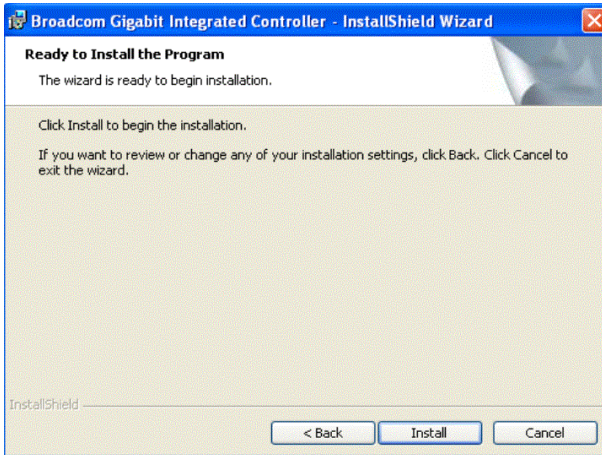 Broadcom Gigabit Integrated Controller - InstallShield Wizard
Ready to Install the Program
The wizard is ready to begin installation.
Click Install to begin the installation.
If you want to review or change any of your installation settings, click Back. Click Cancel to
exit the wizard.
InstallShield
< Back Install Cancel